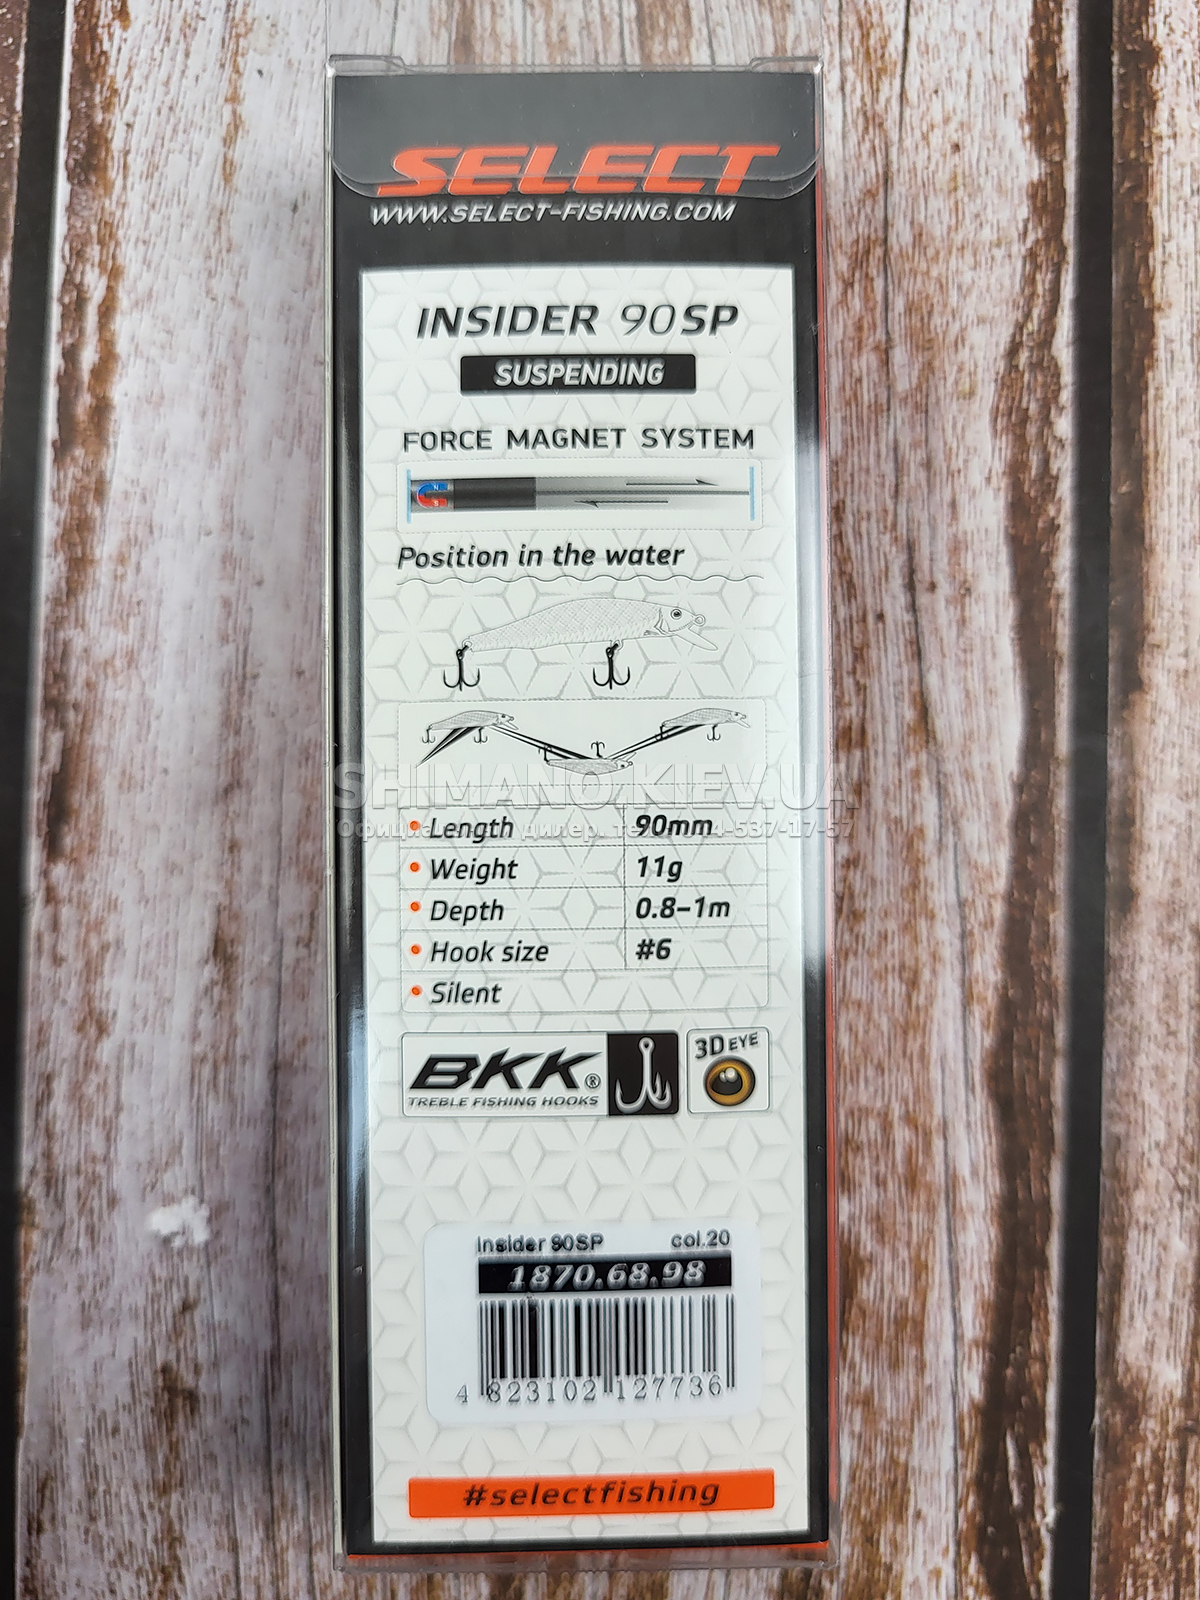 SELECT
WWW.SELECT-FISHING.COM
INSIDER 90SP
SUSPENDING
FORCE MAGNET SYSTEM
Position in the water
SHIMANO.KIEV.UA
Length 90mm
Weight 11g
Depth 0.8–1m
Hook size #6
Silent
BKK®
TREBLE FISHING HOOKS
3D EYE
Insider 90SP col.20
1870.68.98
4 823102 127736
#selectfishing